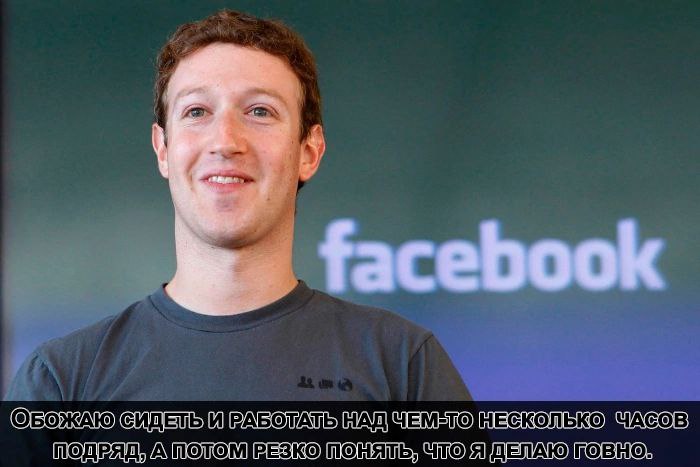 facebook
Обожаю сидеть и работать над чем-то несколько часов
подряд, а потом резко понять, что я делаю говно.